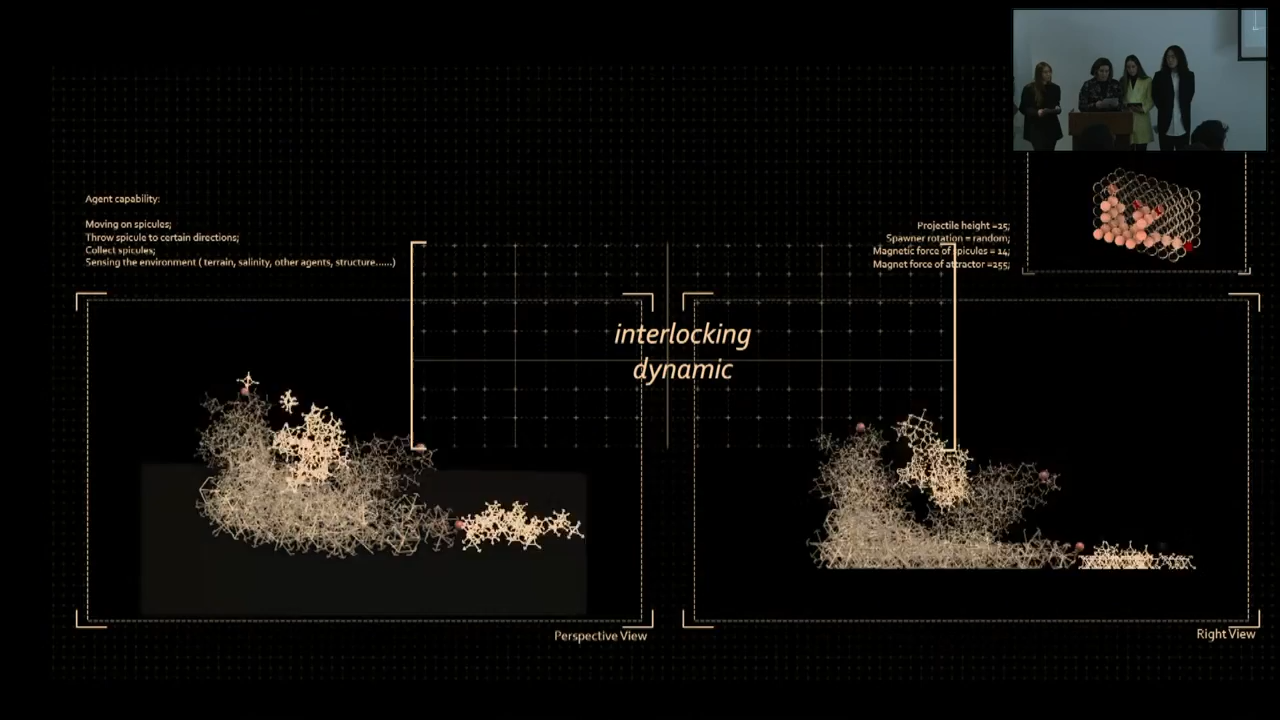 Agent capability:
Moving on spicules;
Throw spicule to certain directions;
Collect spicules;
Sensing the environment ( terrain, salinity, other agents, structure......)
Projectile height =25;
Spawner rotation = random;
Magnetic force of spicules = 14;
Magnet force of attractor =255;
interlocking
dynamic
Perspective View
Right View